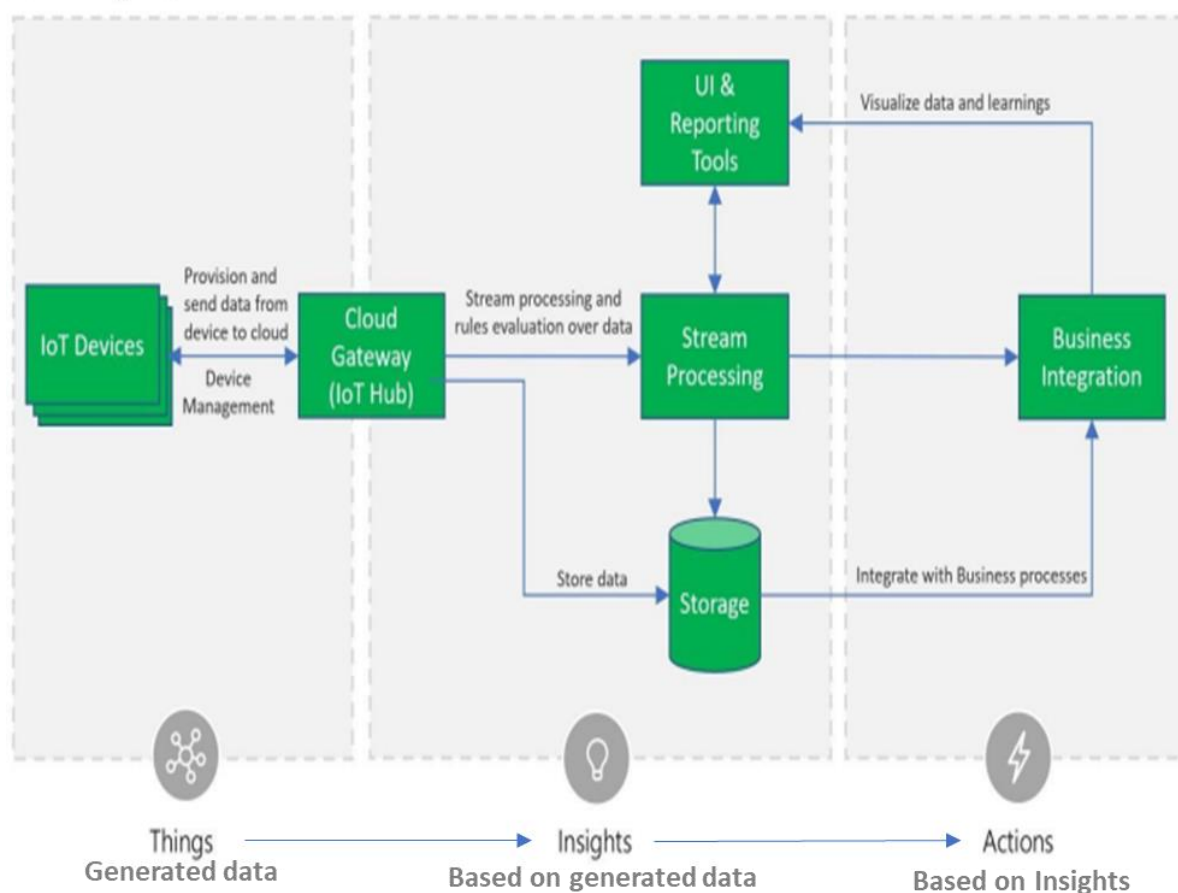 UI &
Reporting
Tools
Visualize data and learnings
Provision and
send data from
device to cloud
IoT Devices
Device
Management
Cloud
Gateway
(IoT Hub)
Stream processing and
rules evaluation over data
Stream
Processing
Business
Integration
Store data
Storage
Integrate with Business processes
Things
Generated data
Insights
Based on generated data
Actions
Based on Insights